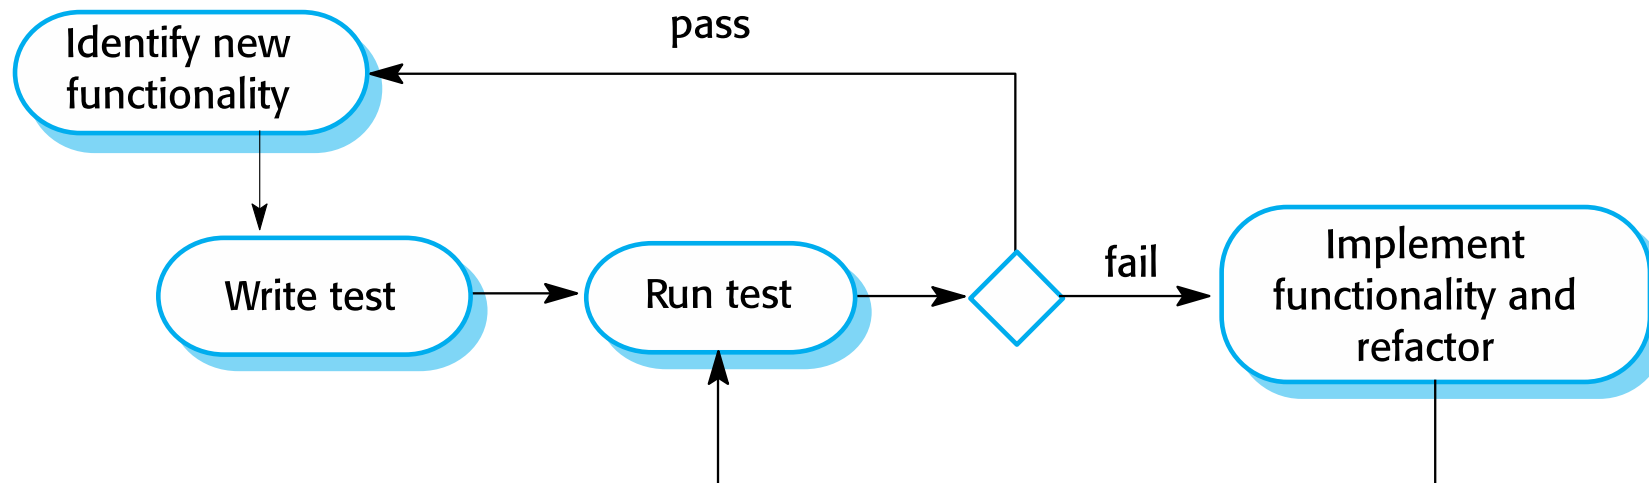 Identify new
functionality
pass
Write test
Run test
fail
Implement
functionality and
refactor